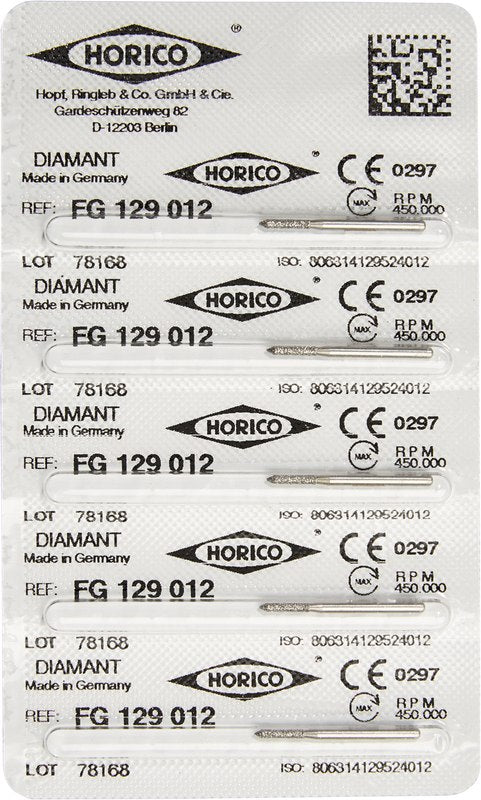 HORICO ®
Hopf, Ringleb & Co. GmbH & Cie.
Gardeschützenweg 82
D-12203 Berlin
DIAMANT HORICO ® CE 0297
Made in Germany
MAX RPM
REF: FG 129 012 450.000
LOT 78168 ISO: 806314129524012
DIAMANT HORICO ® CE 0297
Made in Germany
MAX RPM
REF: FG 129 012 450.000
LOT 78168 ISO: 806314129524012
DIAMANT HORICO ® CE 0297
Made in Germany
MAX RPM
REF: FG 129 012 450.000
LOT 78168 ISO: 806314129524012
DIAMANT HORICO ® CE 0297
Made in Germany
MAX RPM
REF: FG 129 012 450.000
LOT 78168 ISO: 806314129524012
DIAMANT HORICO ® CE 0297
Made in Germany
MAX RPM
REF: FG 129 012 450.000
LOT 78168 ISO: 806314129524012